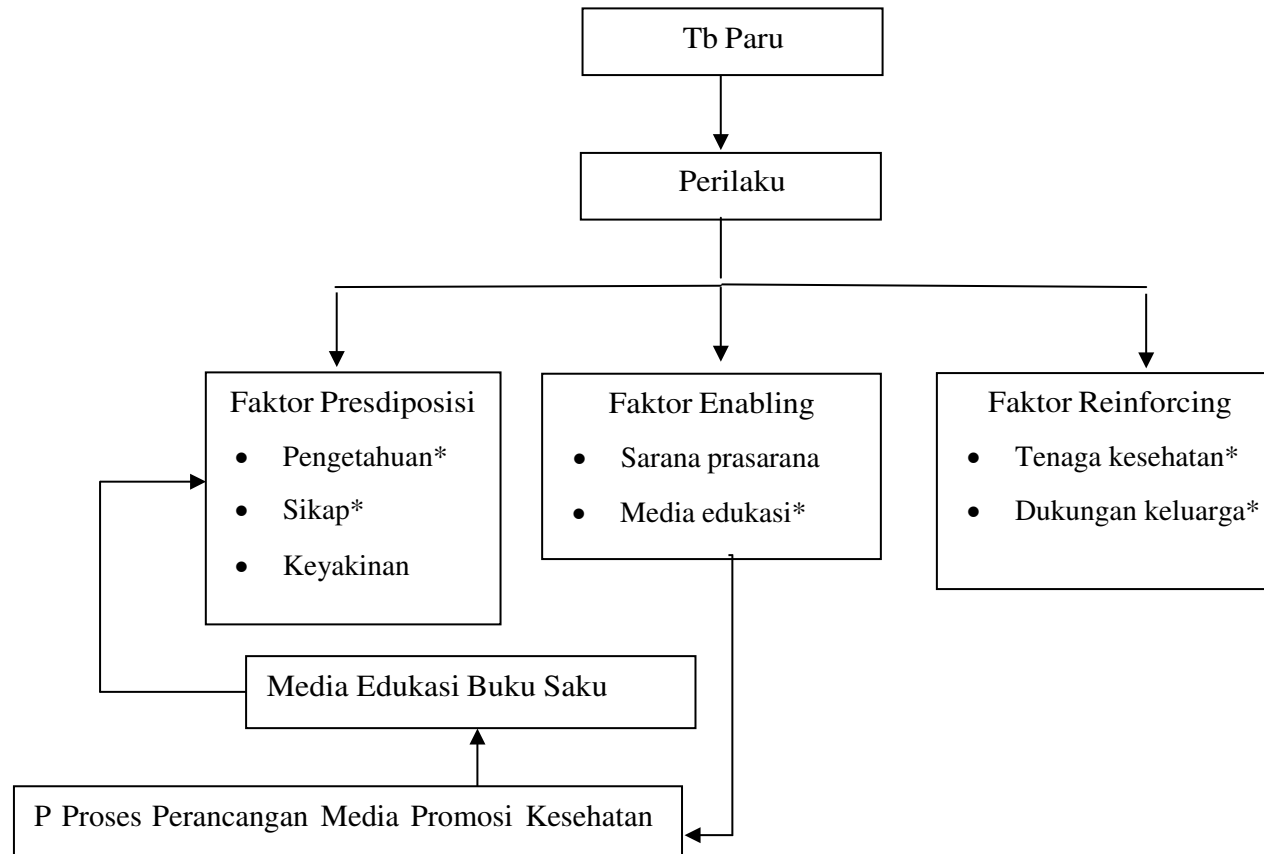 Tb Paru
Perilaku
Faktor Presdiposisi
• Pengetahuan*
• Sikap*
• Keyakinan
Faktor Enabling
• Sarana prasarana
• Media edukasi*
Faktor Reinforcing
• Tenaga kesehatan*
• Dukungan keluarga*
Media Edukasi Buku Saku
P Proses Perancangan Media Promosi Kesehatan